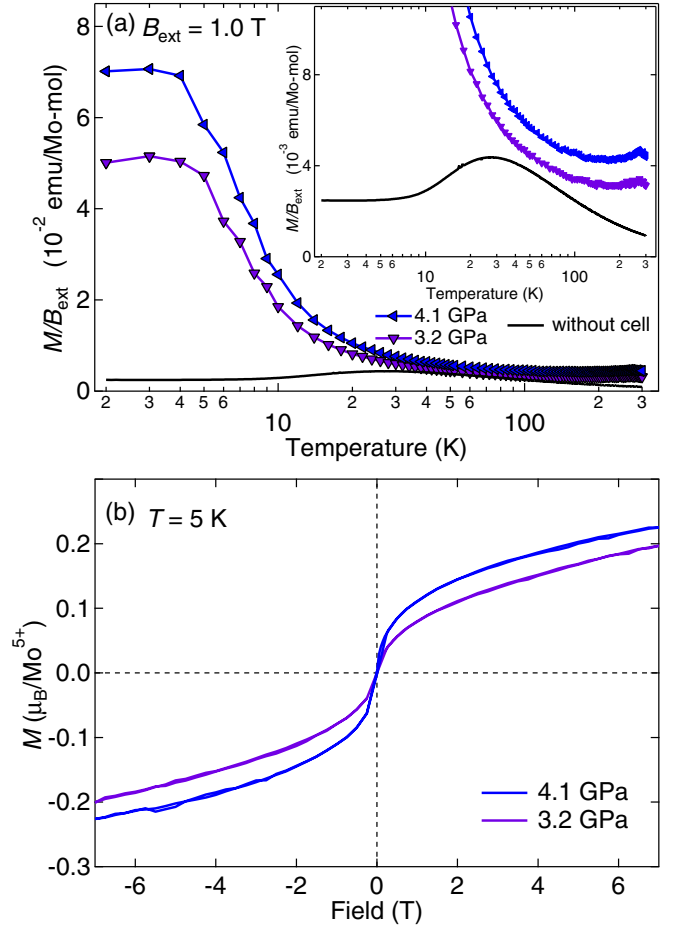 (a) B_ext = 1.0 T
M/B_ext (10⁻² emu/Mo-mol)
8
6
4
2
0
2 3 4 5 6 10 2 3 4 5 6 100 2 3
Temperature (K)
M/B_ext (10⁻³ emu/Mo-mol)
8
4
0
2 3 4 5 6 10 2 3 4 5 6 100 2 3
Temperature (K)
4.1 GPa
3.2 GPa
without cell
(b) T = 5 K
M (μ_B/Mo⁵⁺)
0.2
0.1
0.0
-0.1
-0.2
-0.3
-6 -4 -2 0 2 4 6
Field (T)
4.1 GPa
3.2 GPa